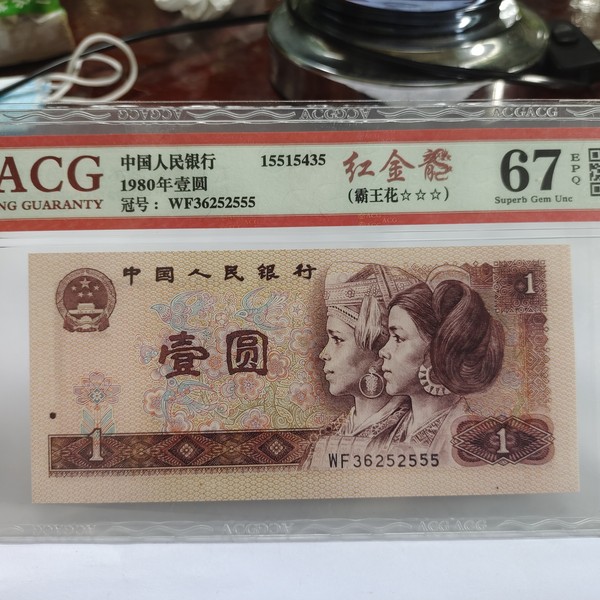 ACG
NG GUARANTY
中国人民银行
1980年壹圆
冠号: WF36252555
15515435
红金龍
(霸王花☆☆☆)
67
EPQ
Superb Gem Unc
中国人民银行
1
壹圆
1
1
WF36252555